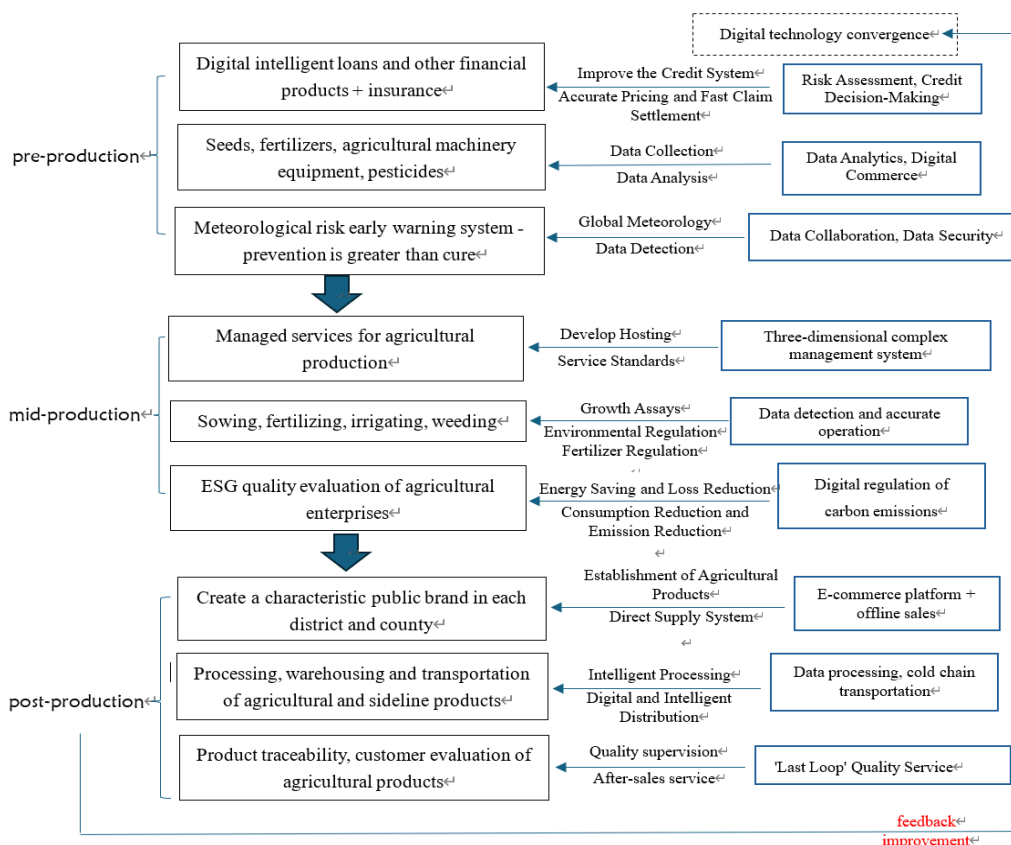 Digital technology convergence↵
Digital intelligent loans and other financial
products + insurance↵
Improve the Credit System↵
Accurate Pricing and Fast Claim
Settlement↵
Risk Assessment, Credit
Decision-Making↵
pre-production↵
Seeds, fertilizers, agricultural machinery
equipment, pesticides↵
Data Collection↵
Data Analysis↵
Data Analytics, Digital
Commerce↵
Meteorological risk early warning system -
prevention is greater than cure↵
Global Meteorology↵
Data Detection↵
Data Collaboration, Data Security↵
Managed services for agricultural
production↵
Develop Hosting↵
Service Standards↵
Three-dimensional complex
management system↵
mid-production↵
Sowing, fertilizing, irrigating, weeding↵
Growth Assays↵
Environmental Regulation↵
Fertilizer Regulation↵
Data detection and accurate
operation↵
ESG quality evaluation of agricultural
enterprises↵
Energy Saving and Loss Reduction↵
Consumption Reduction and
Emission Reduction↵
↵
Digital regulation of
carbon emissions↵
Create a characteristic public brand in each
district and county↵
Establishment of Agricultural
Products↵
Direct Supply System↵
↵
E-commerce platform +
offline sales↵
post-production↵
Processing, warehousing and transportation
of agricultural and sideline products↵
Intelligent Processing↵
Digital and Intelligent
Distribution↵
Data processing, cold chain
transportation↵
Product traceability, customer evaluation of
agricultural products↵
Quality supervision↵
After-sales service↵
'Last Loop' Quality Service↵
feedback↵
improvement↵